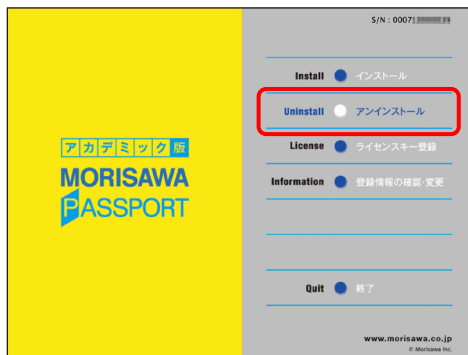 S/N : 0007
Install インストール
Uninstall アンインストール
License ライセンスキー登録
Information 登録情報の確認・変更
Quit 終了
アカデミック版
MORISAWA
PASSPORT
www.morisawa.co.jp
© Morisawa Inc.